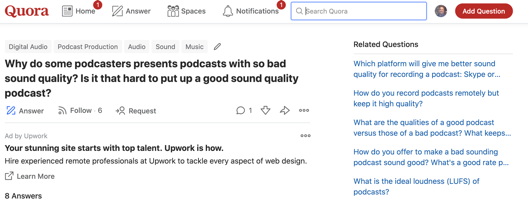 Quora
Home 1
Answer
Spaces
Notifications 1
Search Quora
Add Question
Digital Audio Podcast Production Audio Sound Music
Why do some podcasters presents podcasts with so bad
sound quality? Is it that hard to put up a good sound quality
podcast?
Answer Follow · 6 Request 1
Ad by Upwork
Your stunning site starts with top talent. Upwork is how.
Hire experienced remote professionals at Upwork to tackle every aspect of web design.
Learn More
8 Answers
Related Questions
Which platform will give me better sound
quality for recording a podcast: Skype or...
How do you record podcasts remotely but
keep it high quality?
What are the qualities of a good podcast
versus those of a bad podcast? What keeps...
How do you offer to make a bad sounding
podcast sound good? What's a good rate p...
What is the ideal loudness (LUFS) of
podcasts?